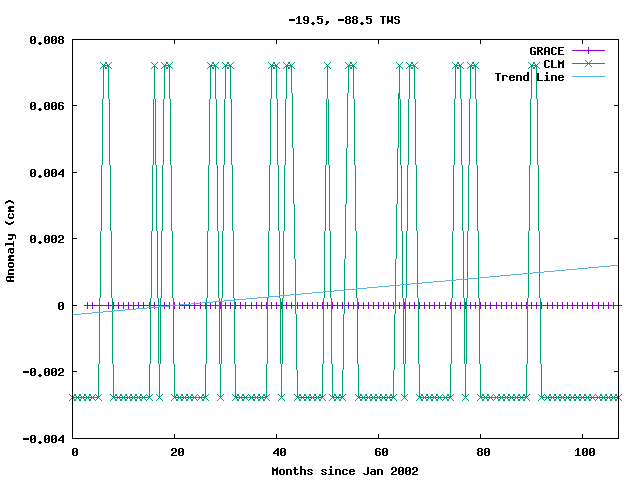 -19.5, -88.5 TWS
GRACE
CLM
Trend Line
0.008
0.006
0.004
0.002
0
-0.002
-0.004
Anomaly (cm)
0 20 40 60 80 100
Months since Jan 2002